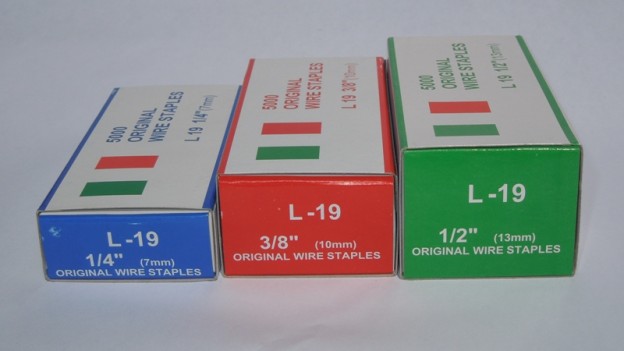 5000
ORIGINAL
WIRE STAPLES
L 19 1/4" (7mm)
L -19
1/4" (7mm)
ORIGINAL WIRE STAPLES
5000
ORIGINAL
WIRE STAPLES
L 19 3/8" (10mm)
L -19
3/8" (10mm)
ORIGINAL WIRE STAPLES
5000
ORIGINAL
WIRE STAPLES
L 19 1/2" (13mm)
L -19
1/2" (13mm)
ORIGINAL WIRE STAPLES